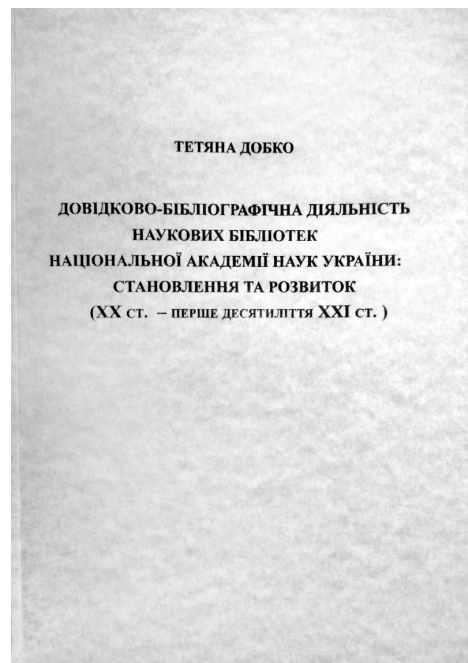 ТЕТЯНА ДОБКО
ДОВІДКОВО-БІБЛІОГРАФІЧНА ДІЯЛЬНІСТЬ
НАУКОВИХ БІБЛІОТЕК
НАЦІОНАЛЬНОЇ АКАДЕМІЇ НАУК УКРАЇНИ:
СТАНОВЛЕННЯ ТА РОЗВИТОК
(XX СТ. – ПЕРШЕ ДЕСЯТИЛІТТЯ XXI СТ. )